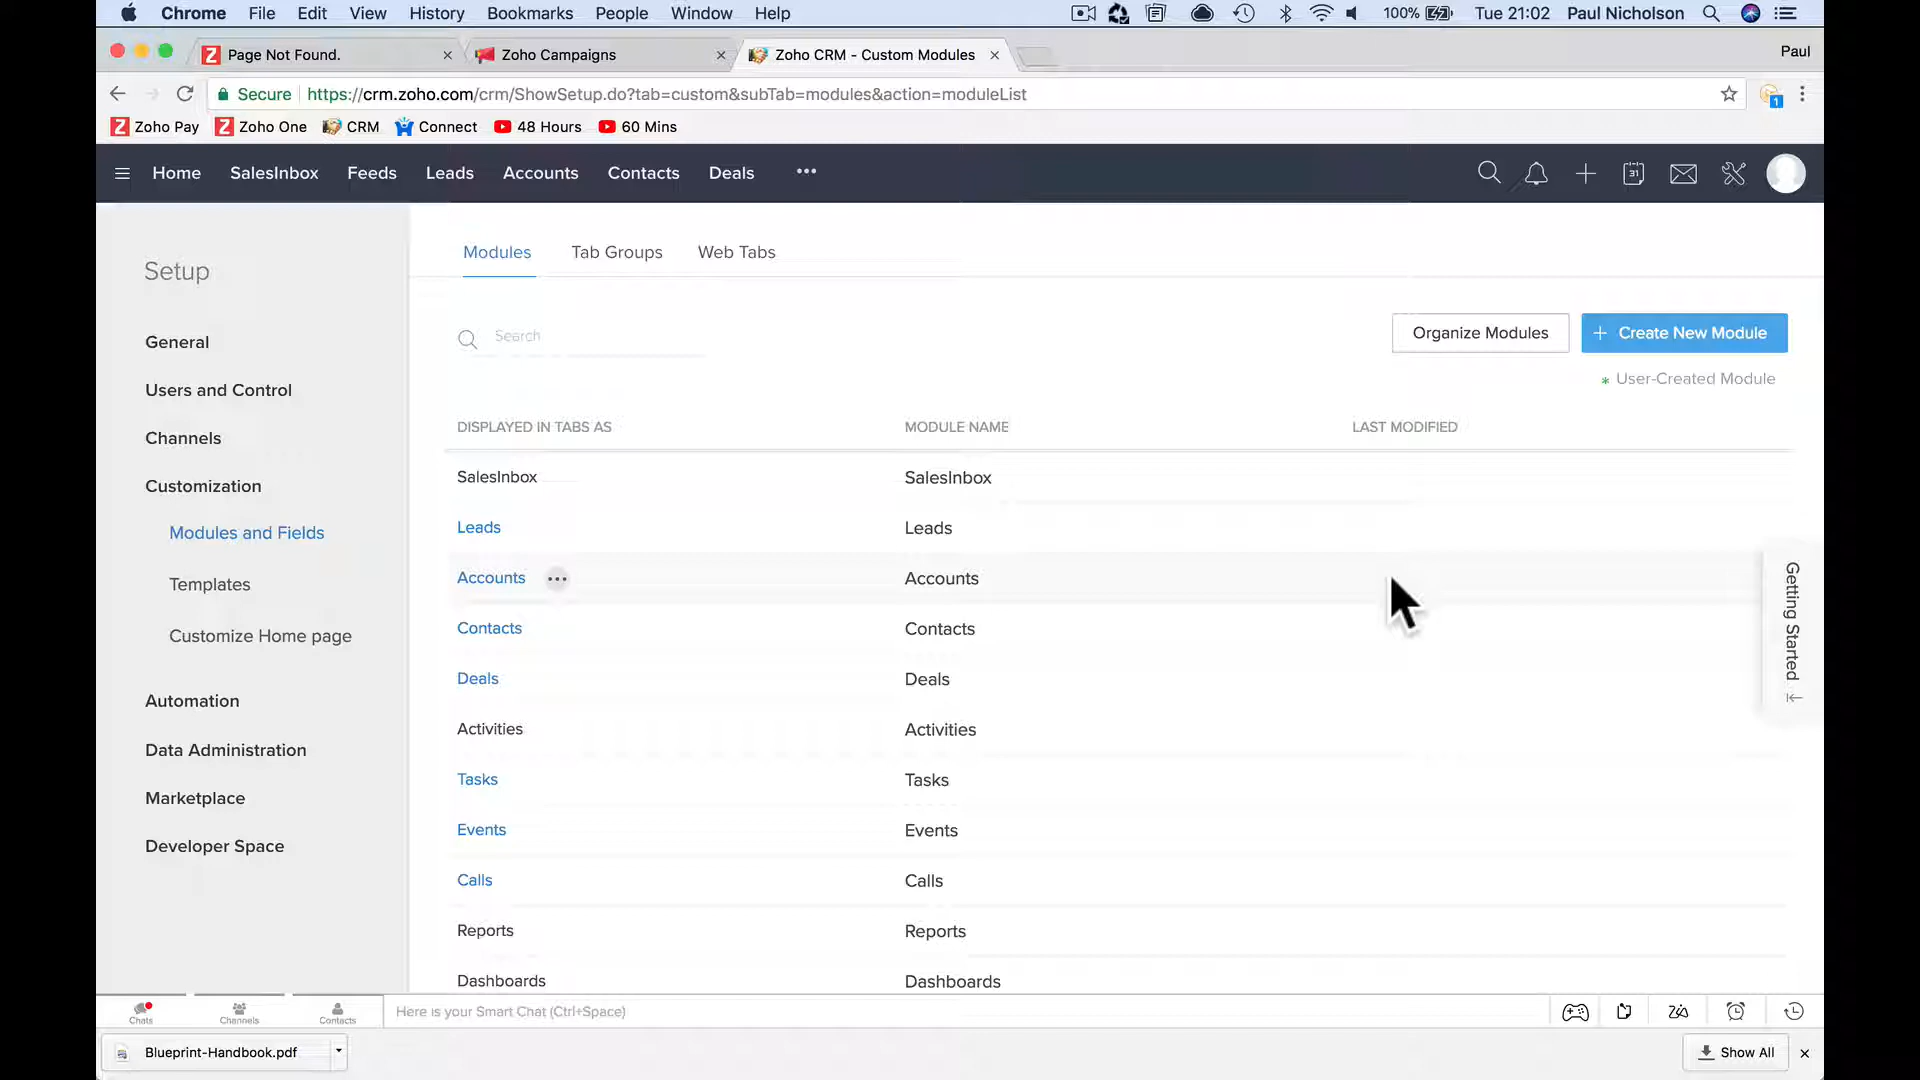 Chrome File Edit View History Bookmarks People Window Help 100% Tue 21:02 Paul Nicholson
Page Not Found. Zoho Campaigns Zoho CRM - Custom Modules Paul
Secure https://crm.zoho.com/crm/ShowSetup.do?tab=custom&subTab=modules&action=moduleList 1
Zoho Pay Zoho One CRM Connect 48 Hours 60 Mins
Home SalesInbox Feeds Leads Accounts Contacts Deals ••• 31
Setup
General
Users and Control
Channels
Customization
Modules and Fields
Templates
Customize Home page
Automation
Data Administration
Marketplace
Developer Space
Modules Tab Groups Web Tabs
Search
Organize Modules + Create New Module
* User-Created Module
DISPLAYED IN TABS AS MODULE NAME LAST MODIFIED
SalesInbox SalesInbox
Leads Leads
Accounts ••• Accounts
Contacts Contacts
Deals Deals
Activities Activities
Tasks Tasks
Events Events
Calls Calls
Reports Reports
Dashboards Dashboards
Getting Started
Chats Channels Contacts Here is your Smart Chat (Ctrl+Space)
Blueprint-Handbook.pdf Show All